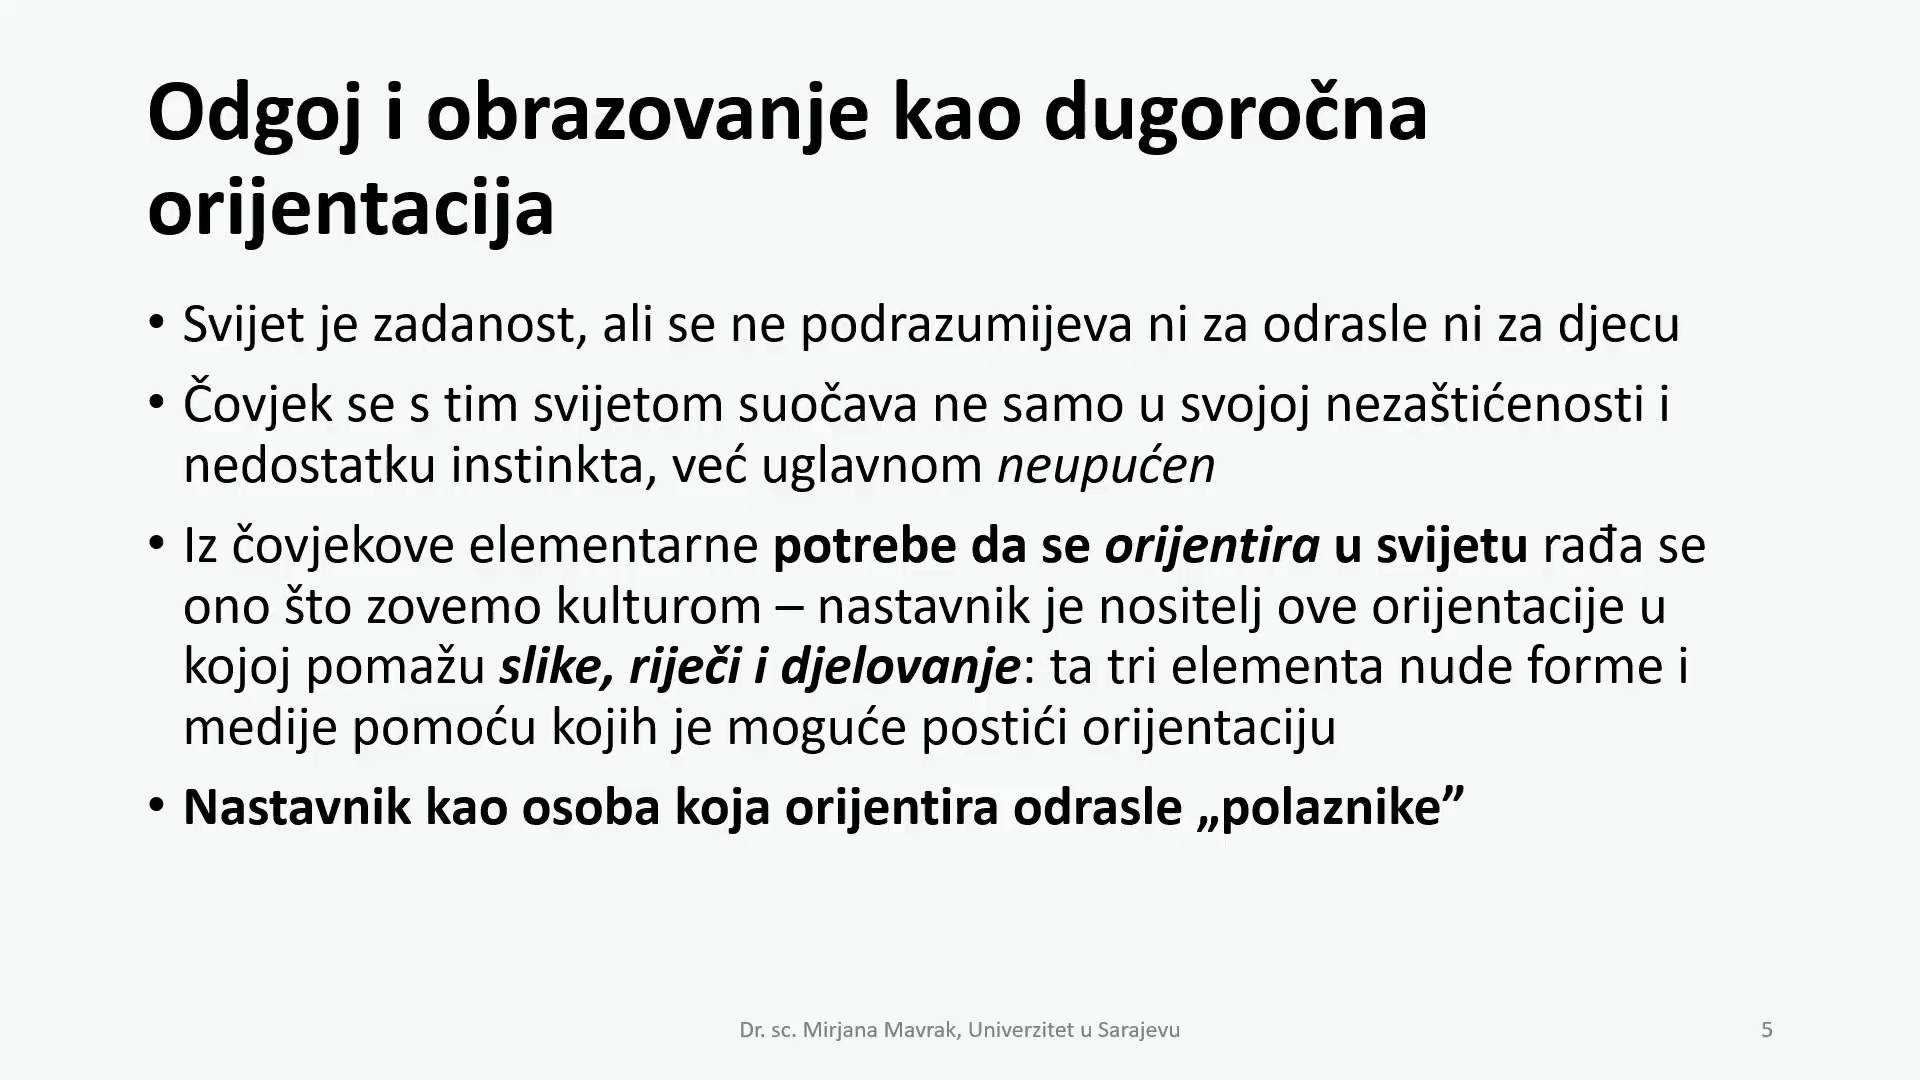 Odgoj i obrazovanje kao dugoročna
orijentacija
• Svijet je zadanost, ali se ne podrazumijeva ni za odrasle ni za djecu
• Čovjek se s tim svijetom suočava ne samo u svojoj nezaštićenosti i
nedostatku instinkta, već uglavnom neupućen
• Iz čovjekove elementarne potrebe da se orijentira u svijetu rađa se
ono što zovemo kulturom – nastavnik je nositelj ove orijentacije u
kojoj pomažu slike, riječi i djelovanje: ta tri elementa nude forme i
medije pomoću kojih je moguće postići orijentaciju
• Nastavnik kao osoba koja orijentira odrasle „polaznike”
Dr. sc. Mirjana Mavrak, Univerzitet u Sarajevu
5